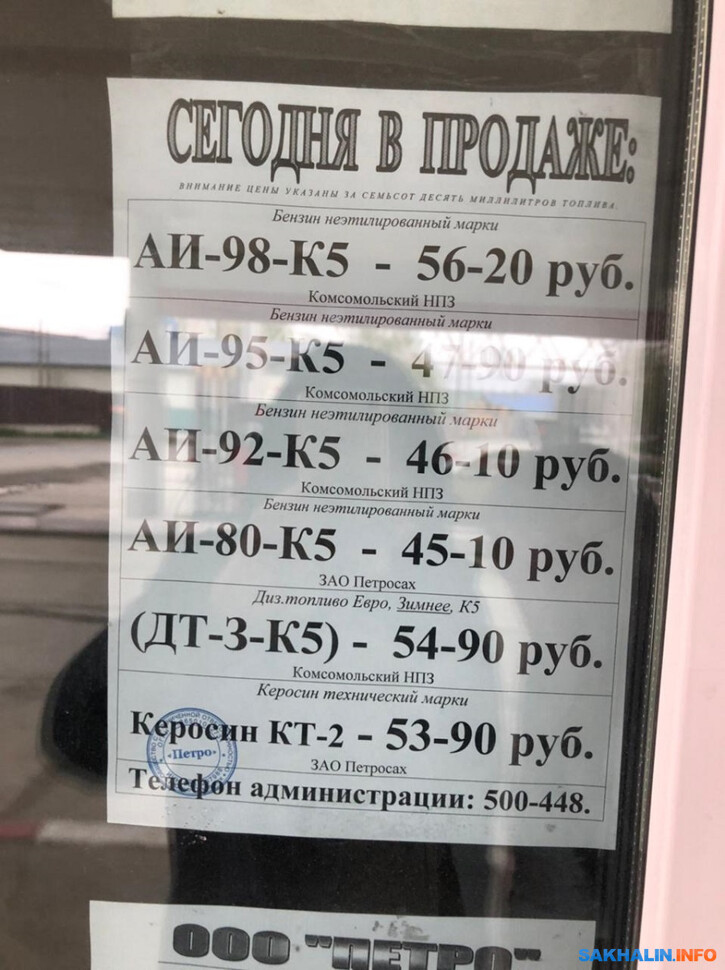 СЕГОДНЯ В ПРОДАЖЕ:
ВНИМАНИЕ ЦЕНЫ УКАЗАНЫ ЗА СЕМЬСОТ ДЕСЯТЬ МИЛЛИЛИТРОВ ТОПЛИВА.
Бензин неэтилированный марки
АИ-98-К5 - 56-20 руб.
Комсомольский НПЗ
Бензин неэтилированный марки
АИ-95-К5 - 47-90 руб.
Комсомольский НПЗ
Бензин неэтилированный марки
АИ-92-К5 - 46-10 руб.
Комсомольский НПЗ
Бензин неэтилированный марки
АИ-80-К5 - 45-10 руб.
ЗАО Петросах
Диз.топливо Евро, Зимнее, К5
(ДТ-З-К5) - 54-90 руб.
Комсомольский НПЗ
Керосин технический марки
Керосин КТ-2 - 53-90 руб.
«Петро»
ЗАО Петросах
Телефон администрации: 500-448.
ООО "ПЕТРО"
SAKHALIN.INFO